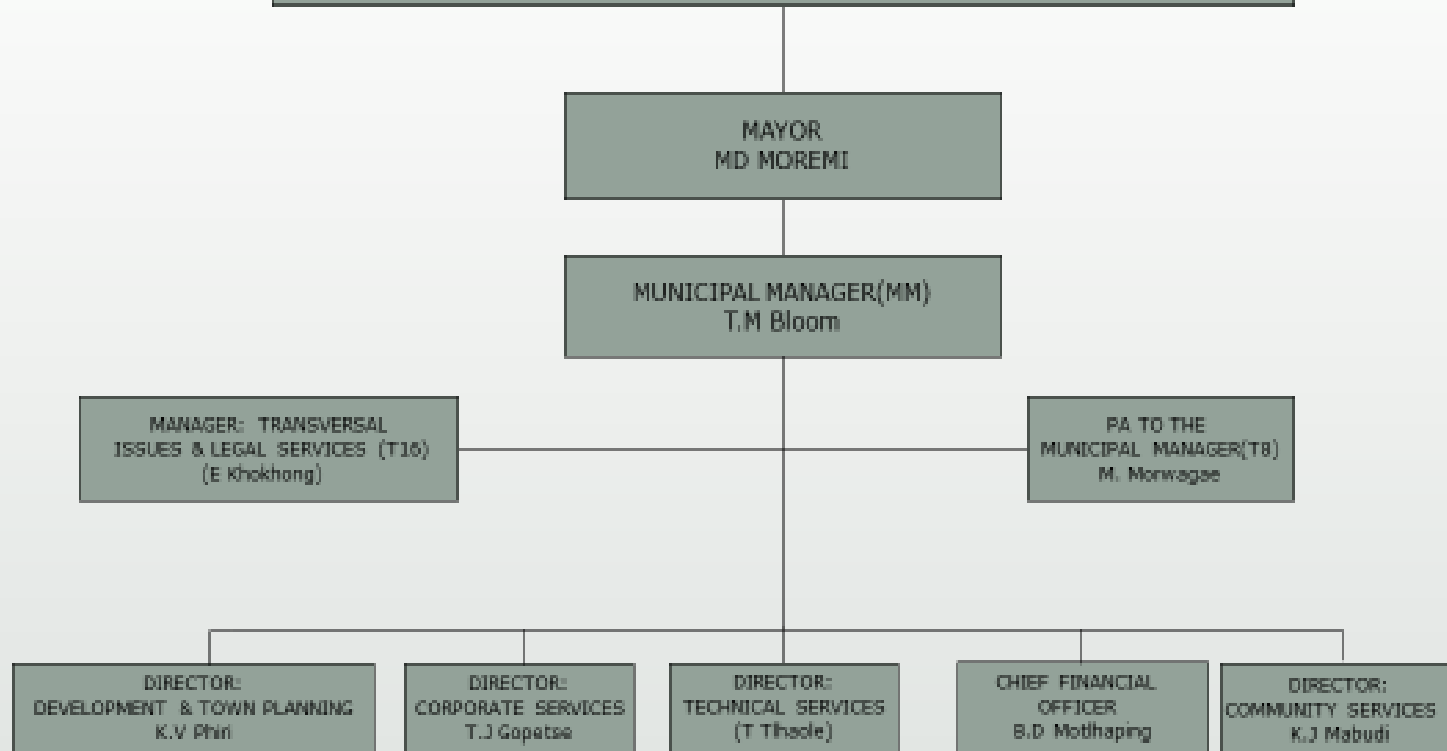 MAYOR
MD MOREMI
MUNICIPAL MANAGER(MM)
T.M Bloom
MANAGER: TRANSVERSAL
ISSUES & LEGAL SERVICES (T16)
(E Khokhong)
PA TO THE
MUNICIPAL MANAGER(T8)
M. Morwagae
DIRECTOR:
DEVELOPMENT & TOWN PLANNING
K.V Phiri
DIRECTOR:
CORPORATE SERVICES
T.J Gopetse
DIRECTOR:
TECHNICAL SERVICES
(T Tlhaole)
CHIEF FINANCIAL
OFFICER
B.D Motlhaping
DIRECTOR:
COMMUNITY SERVICES
K.J Mabudi